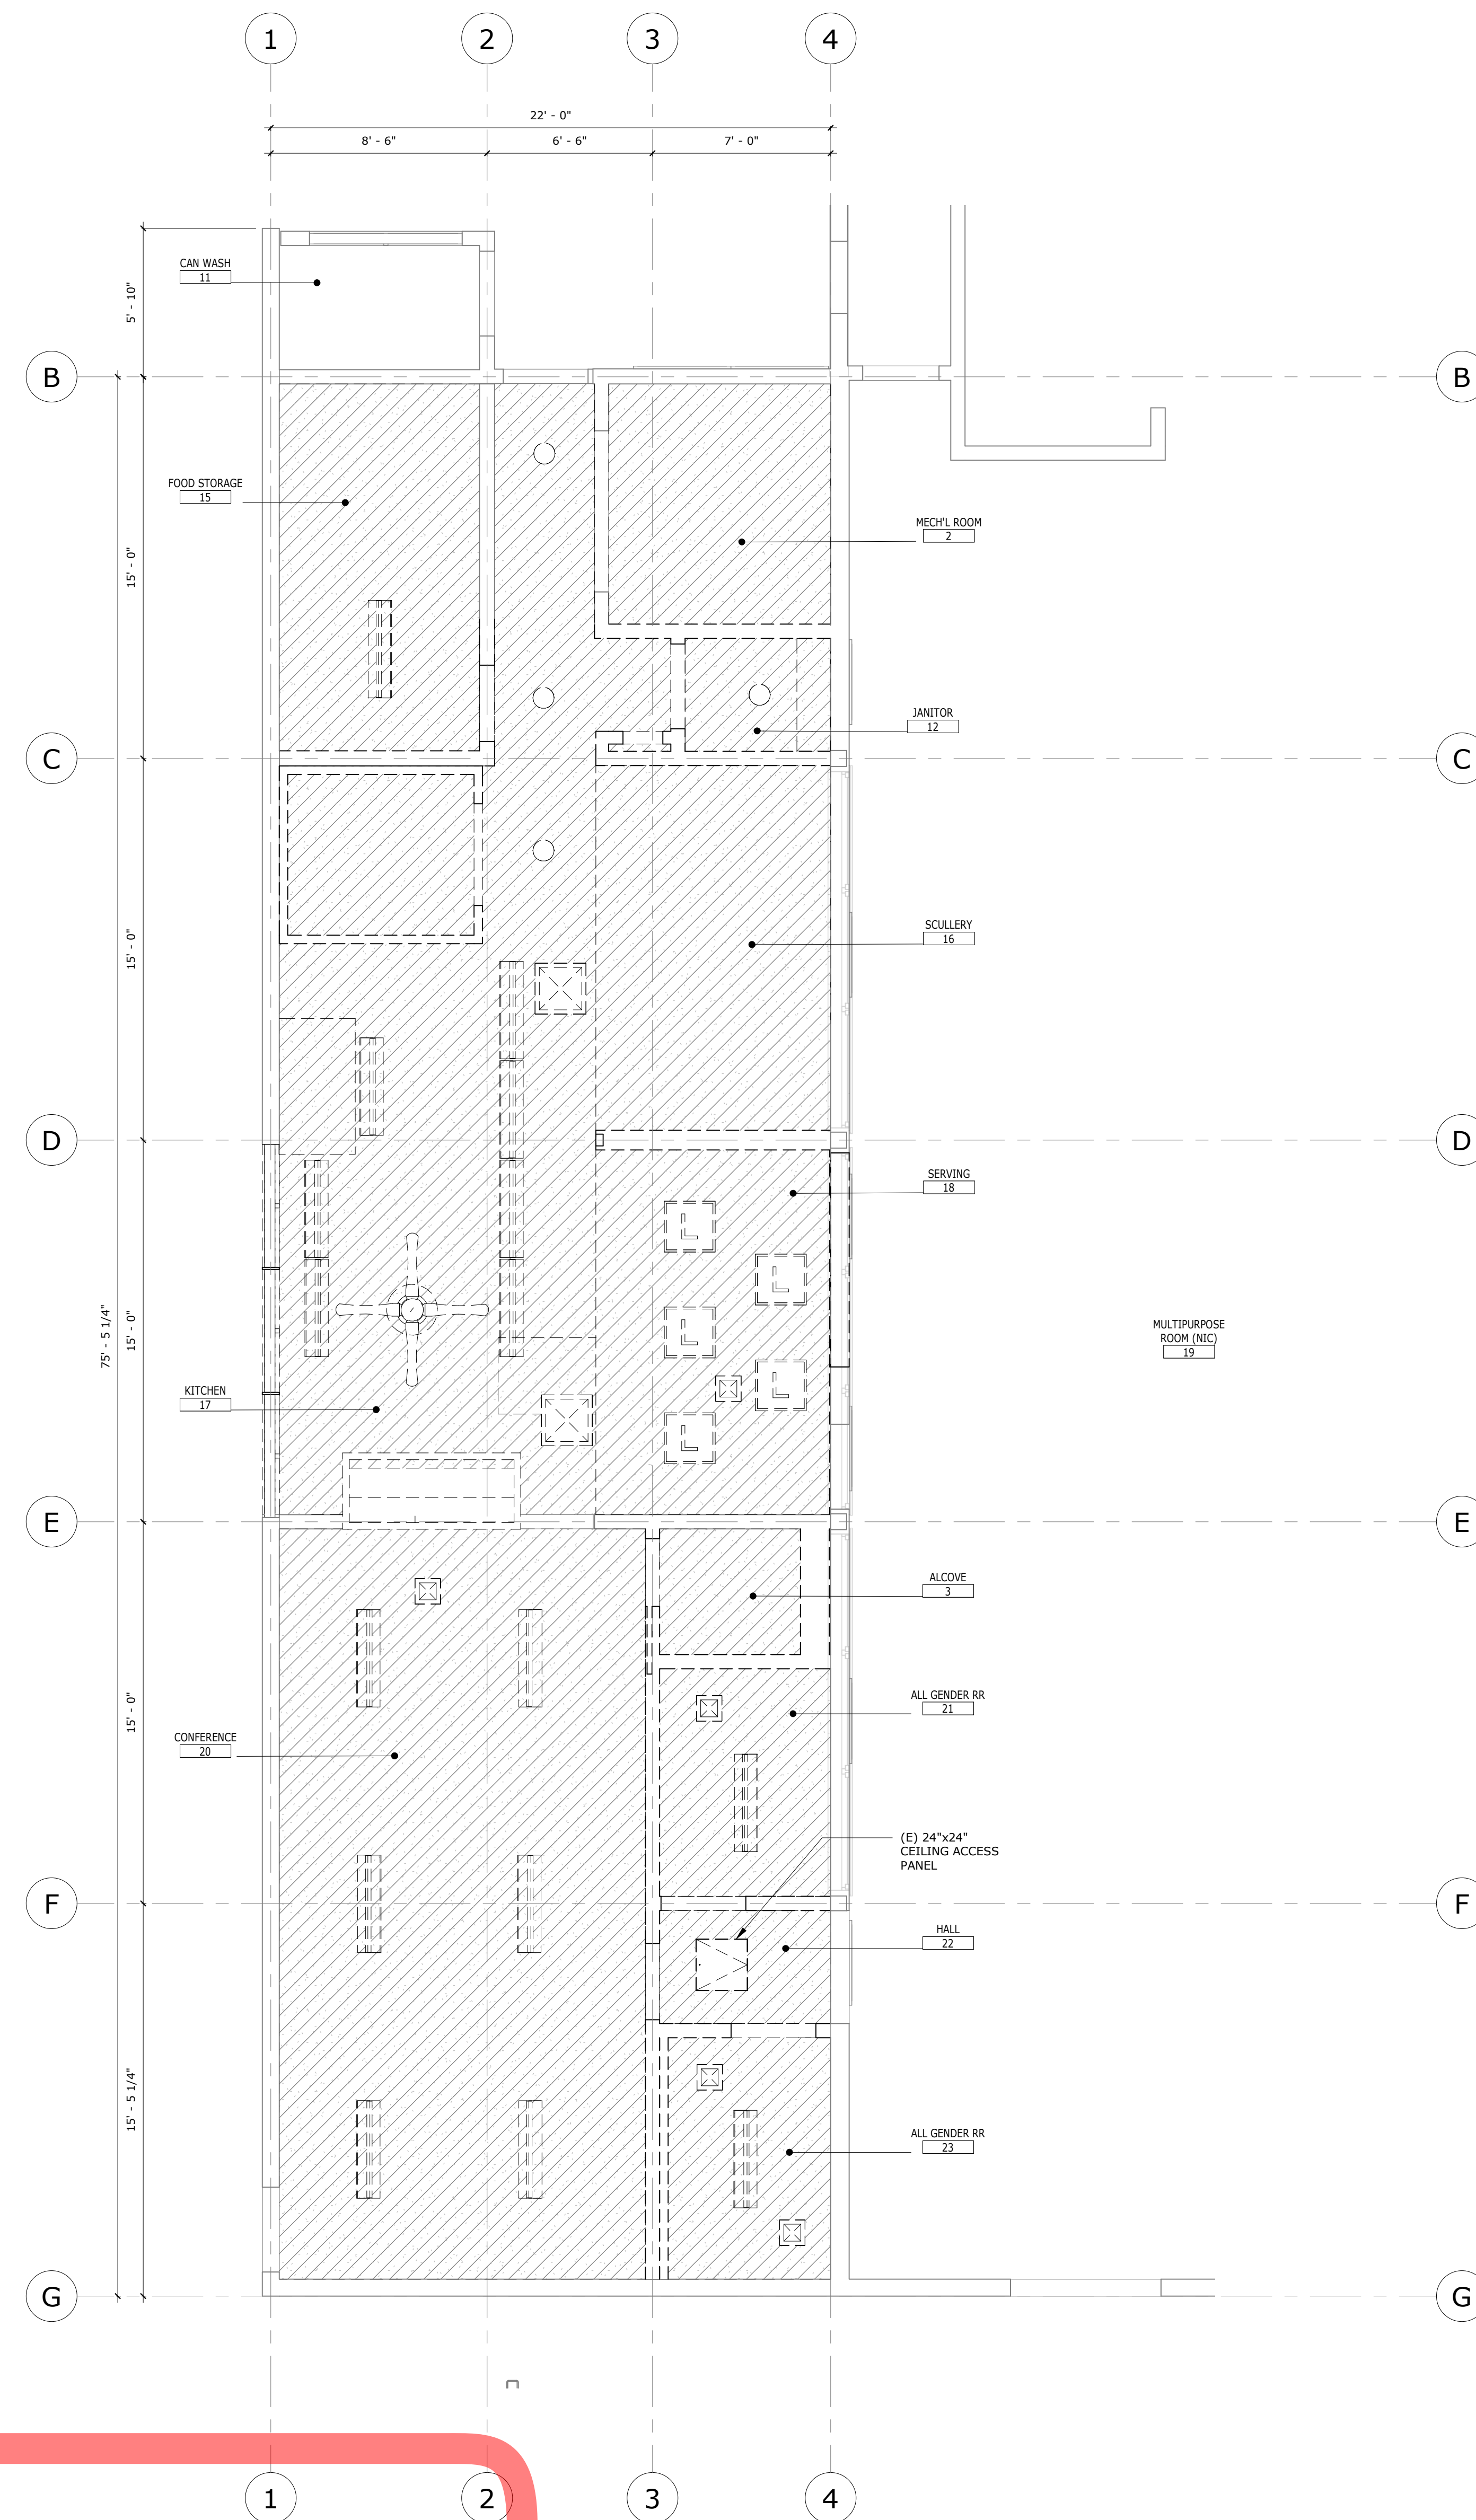 1 2 3 4
22' - 0"
8' - 6" 6' - 6" 7' - 0"
CAN WASH
11
5' - 10"
B B
FOOD STORAGE
15
MECH'L ROOM
2
15' - 0"
JANITOR
12
C C
SCULLERY
16
15' - 0"
D D
SERVING
18
15' - 0"
75' - 5 1/4"
MULTIPURPOSE
ROOM (NIC)
19
KITCHEN
17
E E
ALCOVE
3
ALL GENDER RR
21
15' - 0"
CONFERENCE
20
(E) 24"x24"
CEILING ACCESS
PANEL
F F
HALL
22
15' - 5 1/4"
ALL GENDER RR
23
G G
1 2 3 4